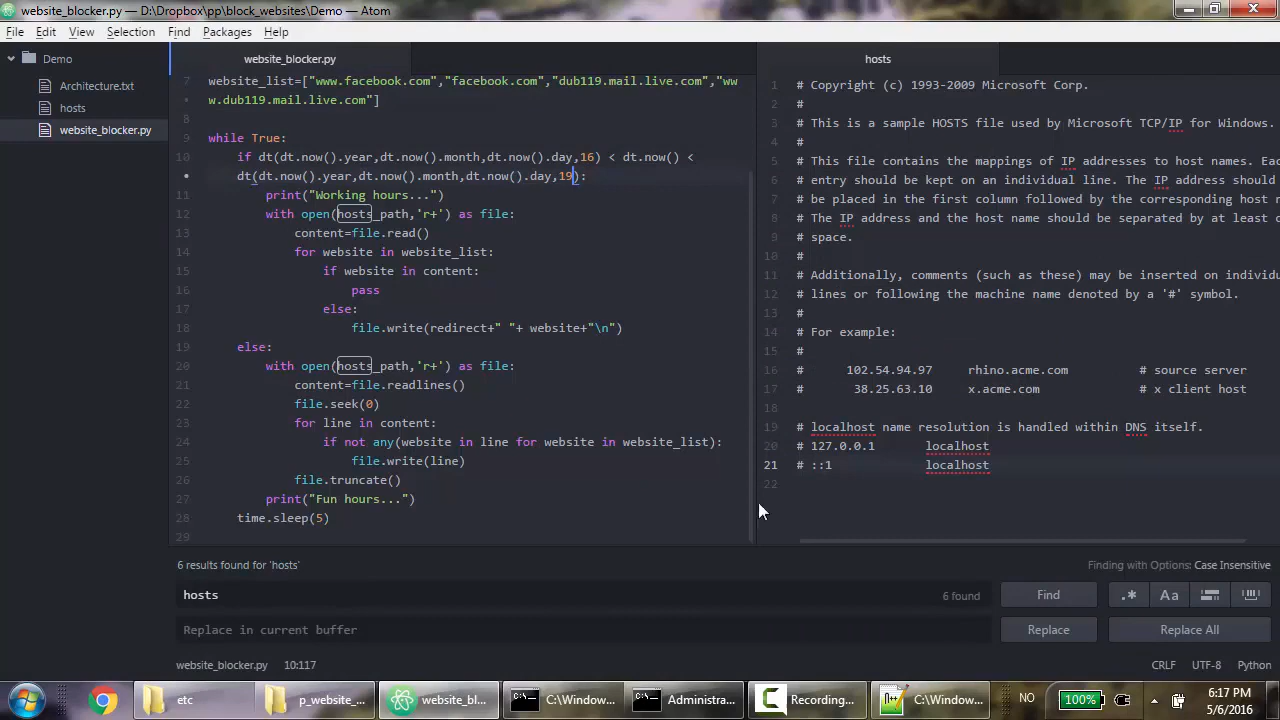 website_blocker.py — D:\Dropbox\pp\block_websites\Demo — Atom
File Edit View Selection Find Packages Help
Demo
Architecture.txt
hosts
website_blocker.py
website_blocker.py
7 website_list=["www.facebook.com","facebook.com","dub119.mail.live.com","ww
• w.dub119.mail.live.com"]
8
9 while True:
10 if dt(dt.now().year,dt.now().month,dt.now().day,16) < dt.now() <
• dt(dt.now().year,dt.now().month,dt.now().day,19):
11 print("Working hours...")
12 with open(hosts_path,'r+') as file:
13 content=file.read()
14 for website in website_list:
15 if website in content:
16 pass
17 else:
18 file.write(redirect+" "+ website+"\n")
19 else:
20 with open(hosts_path,'r+') as file:
21 content=file.readlines()
22 file.seek(0)
23 for line in content:
24 if not any(website in line for website in website_list):
25 file.write(line)
26 file.truncate()
27 print("Fun hours...")
28 time.sleep(5)
29
hosts
1 # Copyright (c) 1993-2009 Microsoft Corp.
2 #
3 # This is a sample HOSTS file used by Microsoft TCP/IP for Windows.
4 #
5 # This file contains the mappings of IP addresses to host names. Each
6 # entry should be kept on an individual line. The IP address should
7 # be placed in the first column followed by the corresponding host n
8 # The IP address and the host name should be separated by at least o
9 # space.
10 #
11 # Additionally, comments (such as these) may be inserted on individu
12 # lines or following the machine name denoted by a '#' symbol.
13 #
14 # For example:
15 #
16 # 102.54.94.97 rhino.acme.com # source server
17 # 38.25.63.10 x.acme.com # x client host
18
19 # localhost name resolution is handled within DNS itself.
20 # 127.0.0.1 localhost
21 # ::1 localhost
22
6 results found for 'hosts'
Finding with Options: Case Insensitive
hosts 6 found
Find .* Aa
Replace in current buffer
Replace Replace All
website_blocker.py 10:117
CRLF UTF-8 Python
etc
p_website_...
website_bl...
C:\Window...
Administra...
Recording...
C:\Window...
NO
100%
6:17 PM
5/6/2016